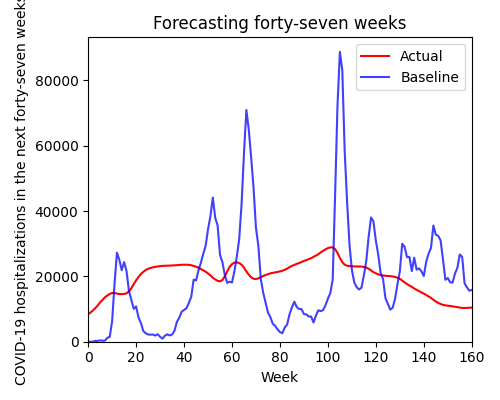 Forecasting forty-seven weeks
COVID-19 hospitalizations in the next forty-seven weeks
Actual
Baseline
80000
60000
40000
20000
0
0 20 40 60 80 100 120 140 160
Week